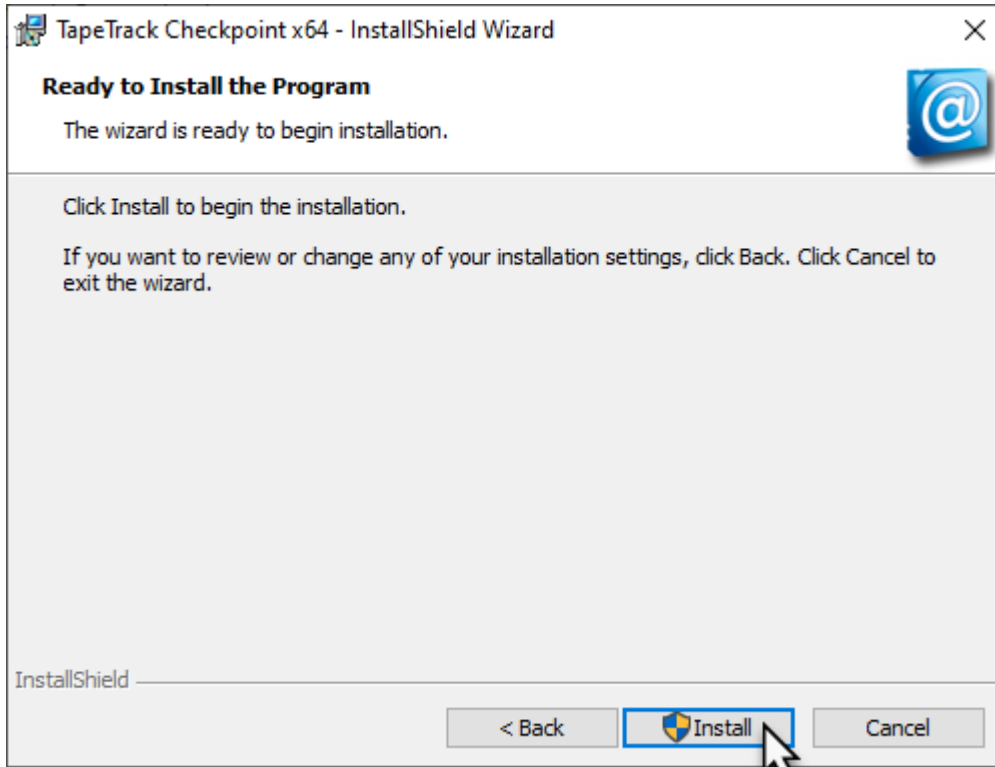 TapeTrack Checkpoint x64 - InstallShield Wizard
Ready to Install the Program
The wizard is ready to begin installation.
@
Click Install to begin the installation.
If you want to review or change any of your installation settings, click Back. Click Cancel to
exit the wizard.
InstallShield
< Back
Install
Cancel